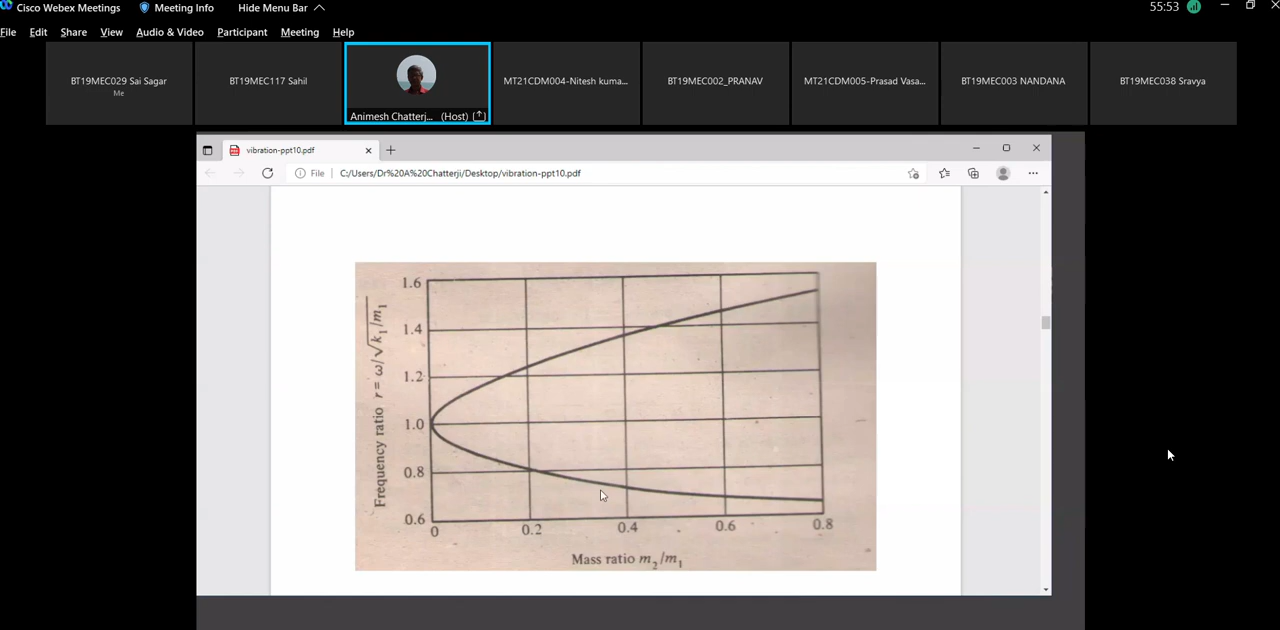 Cisco Webex Meetings Meeting Info Hide Menu Bar 55:53
File Edit Share View Audio & Video Participant Meeting Help
BT19MEC029 Sai Sagar
Me
BT19MEC117 Sahil
Animesh Chatterj... (Host)
MT21CDM004-Nitesh kuma...
BT19MEC002_PRANAV
MT21CDM005-Prasad Vasa...
BT19MEC003 NANDANA
BT19MEC038 Sravya
vibration-ppt10.pdf
File C:/Users/Dr%20A%20Chatterji/Desktop/vibration-ppt10.pdf
Frequency ratio r = ω/√k₁/m₁
1.6
1.4
1.2
1.0
0.8
0.6
0 0.2 0.4 0.6 0.8
Mass ratio m₂/m₁